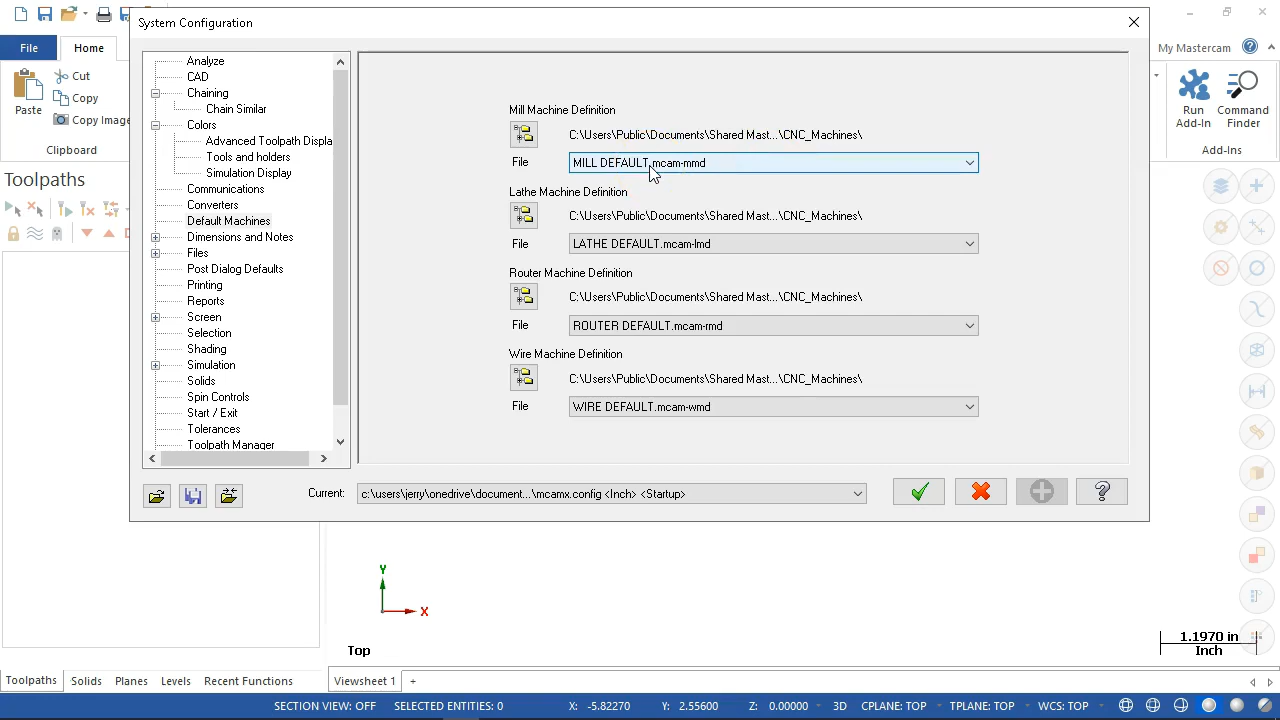 System Configuration
File
Home
My Mastercam
Paste
Cut
Copy
Copy Image
Clipboard
Run
Add-In
Command
Finder
Add-Ins
Toolpaths
Analyze
CAD
Chaining
Chain Similar
Colors
Advanced Toolpath Displa
Tools and holders
Simulation Display
Communications
Converters
Default Machines
Dimensions and Notes
Files
Post Dialog Defaults
Printing
Reports
Screen
Selection
Shading
Simulation
Solids
Spin Controls
Start / Exit
Tolerances
Toolpath Manager
Mill Machine Definition
C:\Users\Public\Documents\Shared Mast...\CNC_Machines\
File
MILL DEFAULT.mcam-mmd
Lathe Machine Definition
C:\Users\Public\Documents\Shared Mast...\CNC_Machines\
File
LATHE DEFAULT.mcam-lmd
Router Machine Definition
C:\Users\Public\Documents\Shared Mast...\CNC_Machines\
File
ROUTER DEFAULT.mcam-rmd
Wire Machine Definition
C:\Users\Public\Documents\Shared Mast...\CNC_Machines\
File
WIRE DEFAULT.mcam-wmd
Current:
c:\users\jerry\onedrive\document...\mcamx.config <Inch> <Startup>
Y
X
Top
1.1970 in
Inch
Toolpaths
Solids
Planes
Levels
Recent Functions
Viewsheet 1
SECTION VIEW: OFF
SELECTED ENTITIES: 0
X: -5.82270
Y: 2.55600
Z: 0.00000
3D
CPLANE: TOP
TPLANE: TOP
WCS: TOP